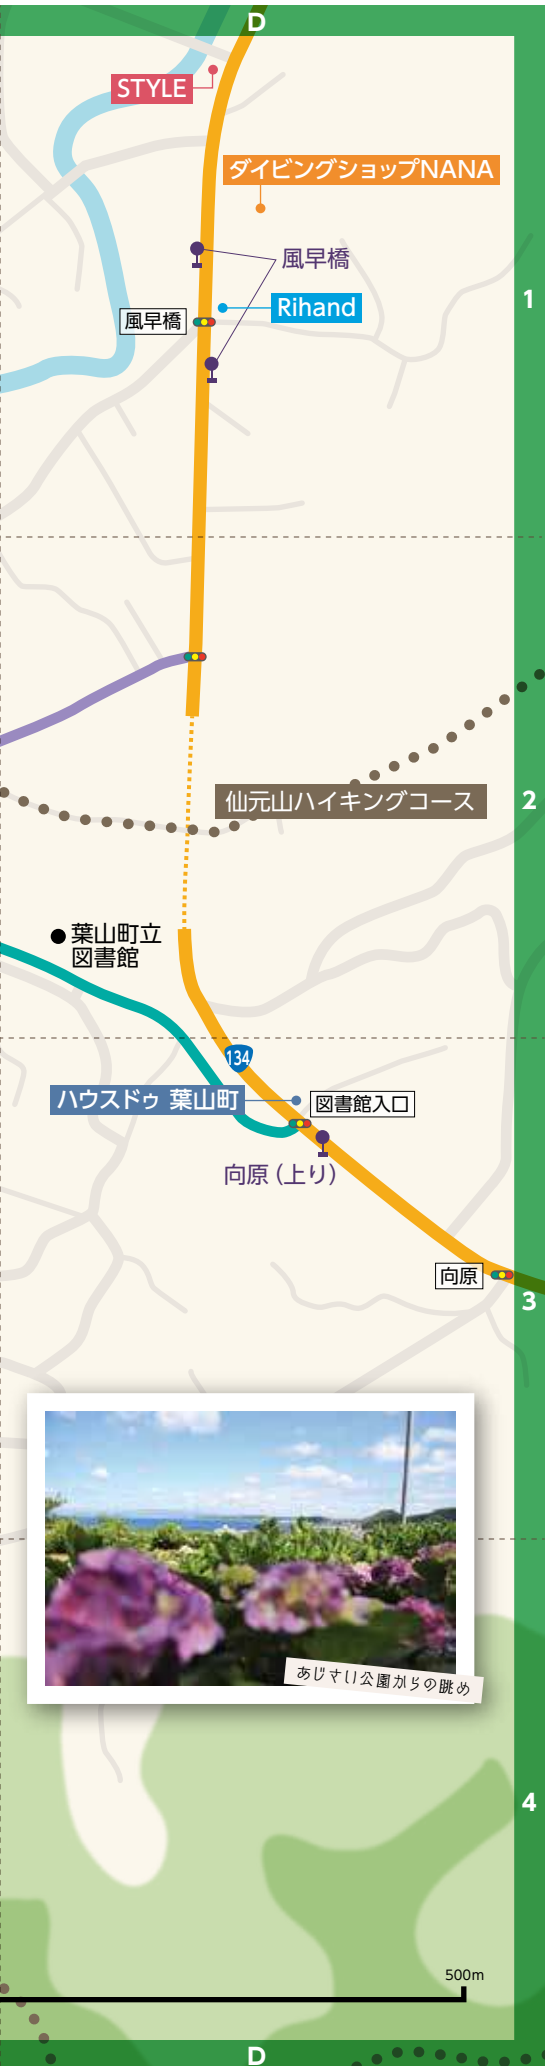 D
STYLE
ダイビングショップNANA
風早橋
1
Rihand
風早橋
仙元山ハイキングコース
2
葉山町立
図書館
134
ハウスドゥ 葉山町
図書館入口
向原(上り)
向原
3
あじさい公園からの眺め
4
500m
D